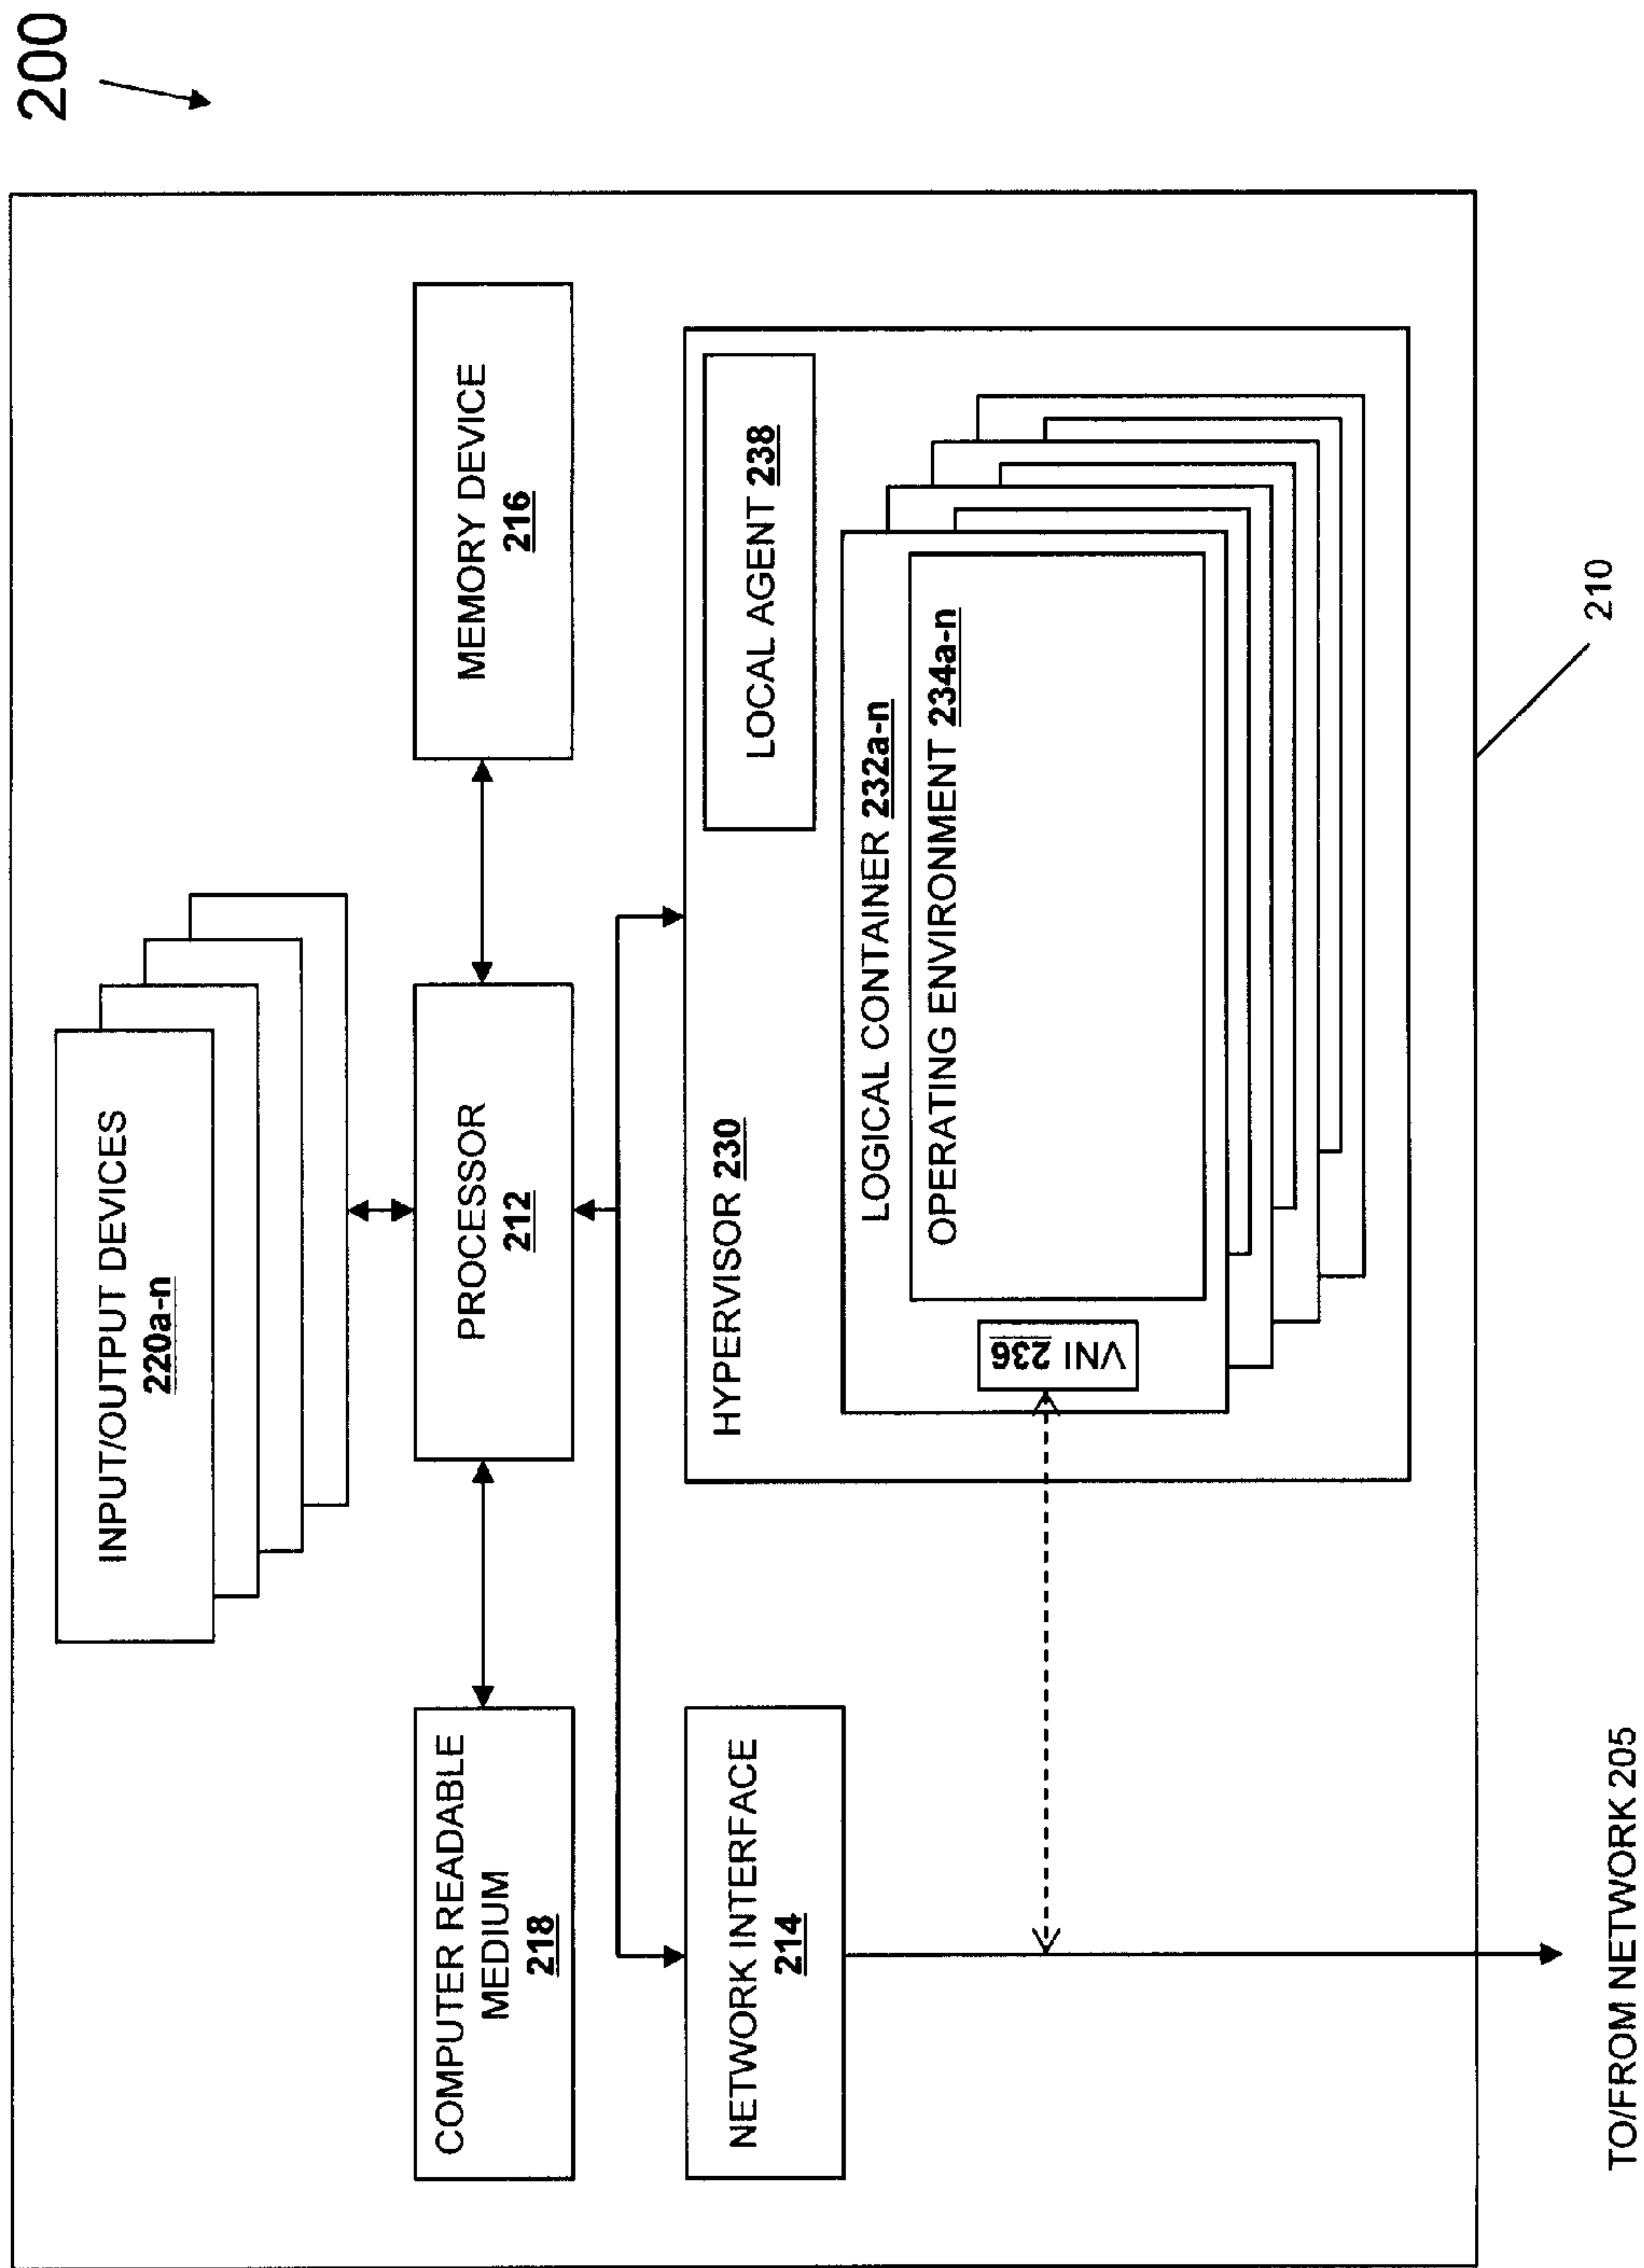 200
INPUT/OUTPUT DEVICES
220a-n
COMPUTER READABLE
MEDIUM
218
PROCESSOR
212
MEMORY DEVICE
216
NETWORK INTERFACE
214
HYPERVISOR 230
LOCAL AGENT 238
LOGICAL CONTAINER 232a-n
OPERATING ENVIRONMENT 234a-n
VNI 236
210
TO/FROM NETWORK 205